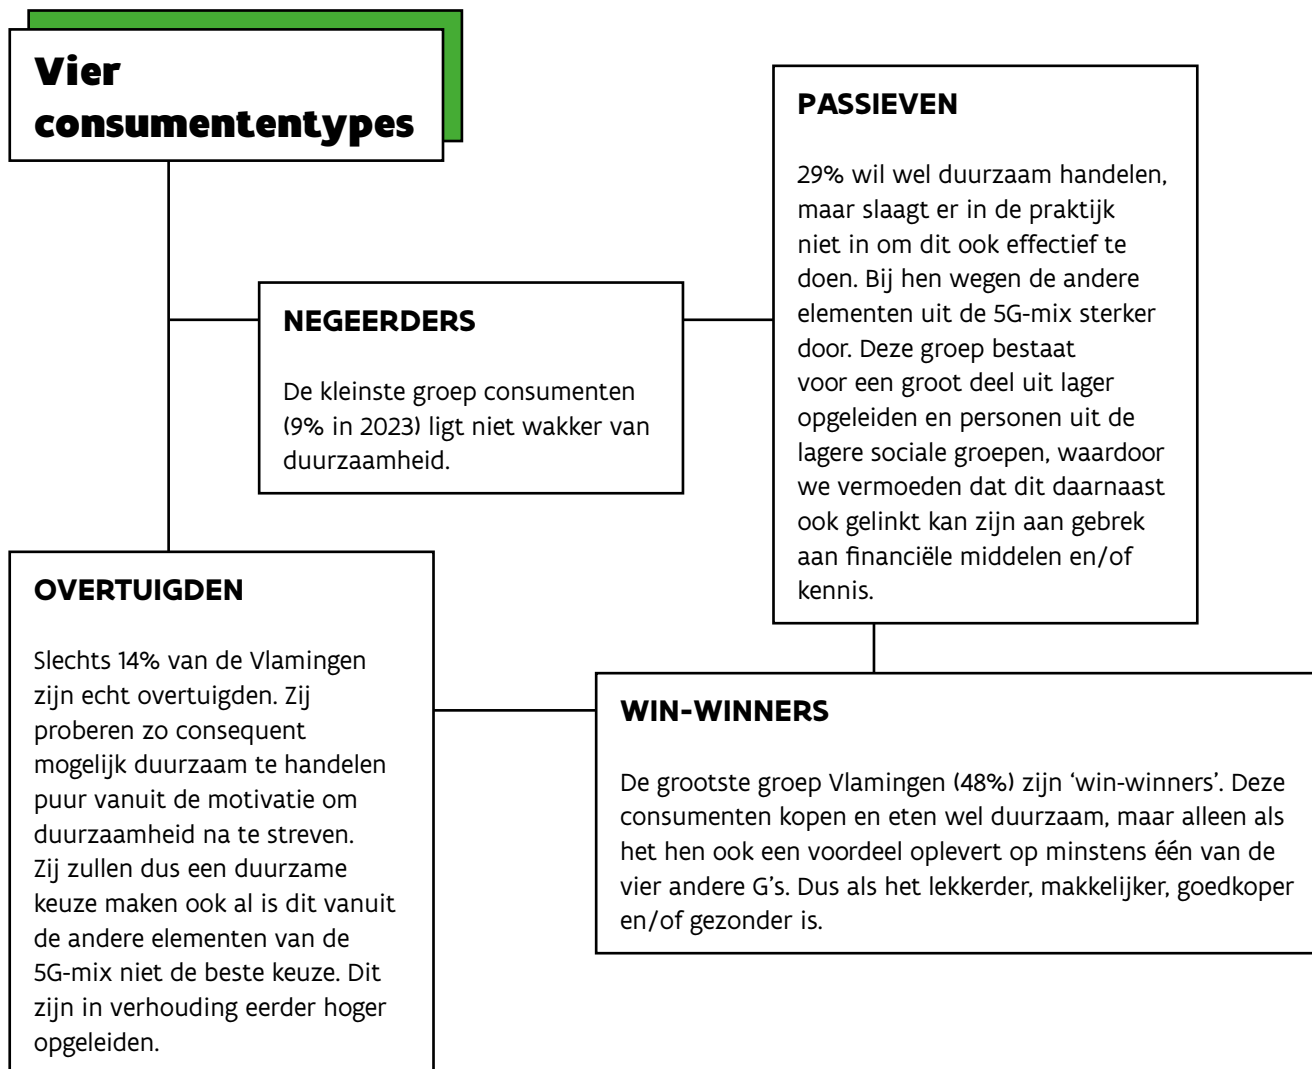 Vier
consumententypes
NEGEERDERS
De kleinste groep consumenten
(9% in 2023) ligt niet wakker van
duurzaamheid.
PASSIEVEN
29% wil wel duurzaam handelen,
maar slaagt er in de praktijk
niet in om dit ook effectief te
doen. Bij hen wegen de andere
elementen uit de 5G-mix sterker
door. Deze groep bestaat
voor een groot deel uit lager
opgeleiden en personen uit de
lagere sociale groepen, waardoor
we vermoeden dat dit daarnaast
ook gelinkt kan zijn aan gebrek
aan financiële middelen en/of
kennis.
OVERTUIGDEN
Slechts 14% van de Vlamingen
zijn echt overtuigden. Zij
proberen zo consequent
mogelijk duurzaam te handelen
puur vanuit de motivatie om
duurzaamheid na te streven.
Zij zullen dus een duurzame
keuze maken ook al is dit vanuit
de andere elementen van de
5G-mix niet de beste keuze. Dit
zijn in verhouding eerder hoger
opgeleiden.
WIN-WINNERS
De grootste groep Vlamingen (48%) zijn ‘win-winners’. Deze
consumenten kopen en eten wel duurzaam, maar alleen als
het hen ook een voordeel oplevert op minstens één van de
vier andere G’s. Dus als het lekkerder, makkelijker, goedkoper
en/of gezonder is.